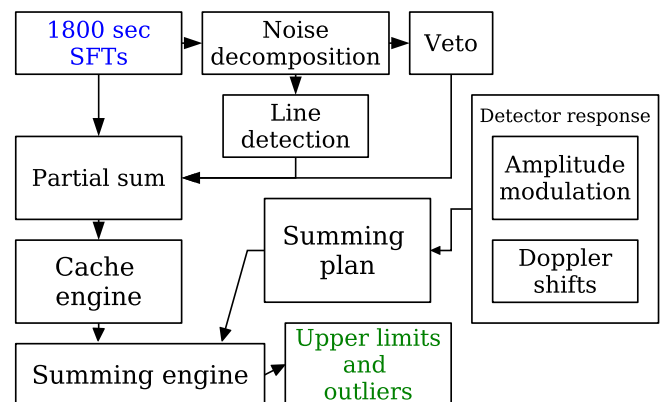 1800 sec
SFTs
Noise
decomposition
Veto
Line
detection
Detector response
Amplitude
modulation
Partial sum
Summing
plan
Doppler
shifts
Cache
engine
Summing engine
Upper limits
and
outliers